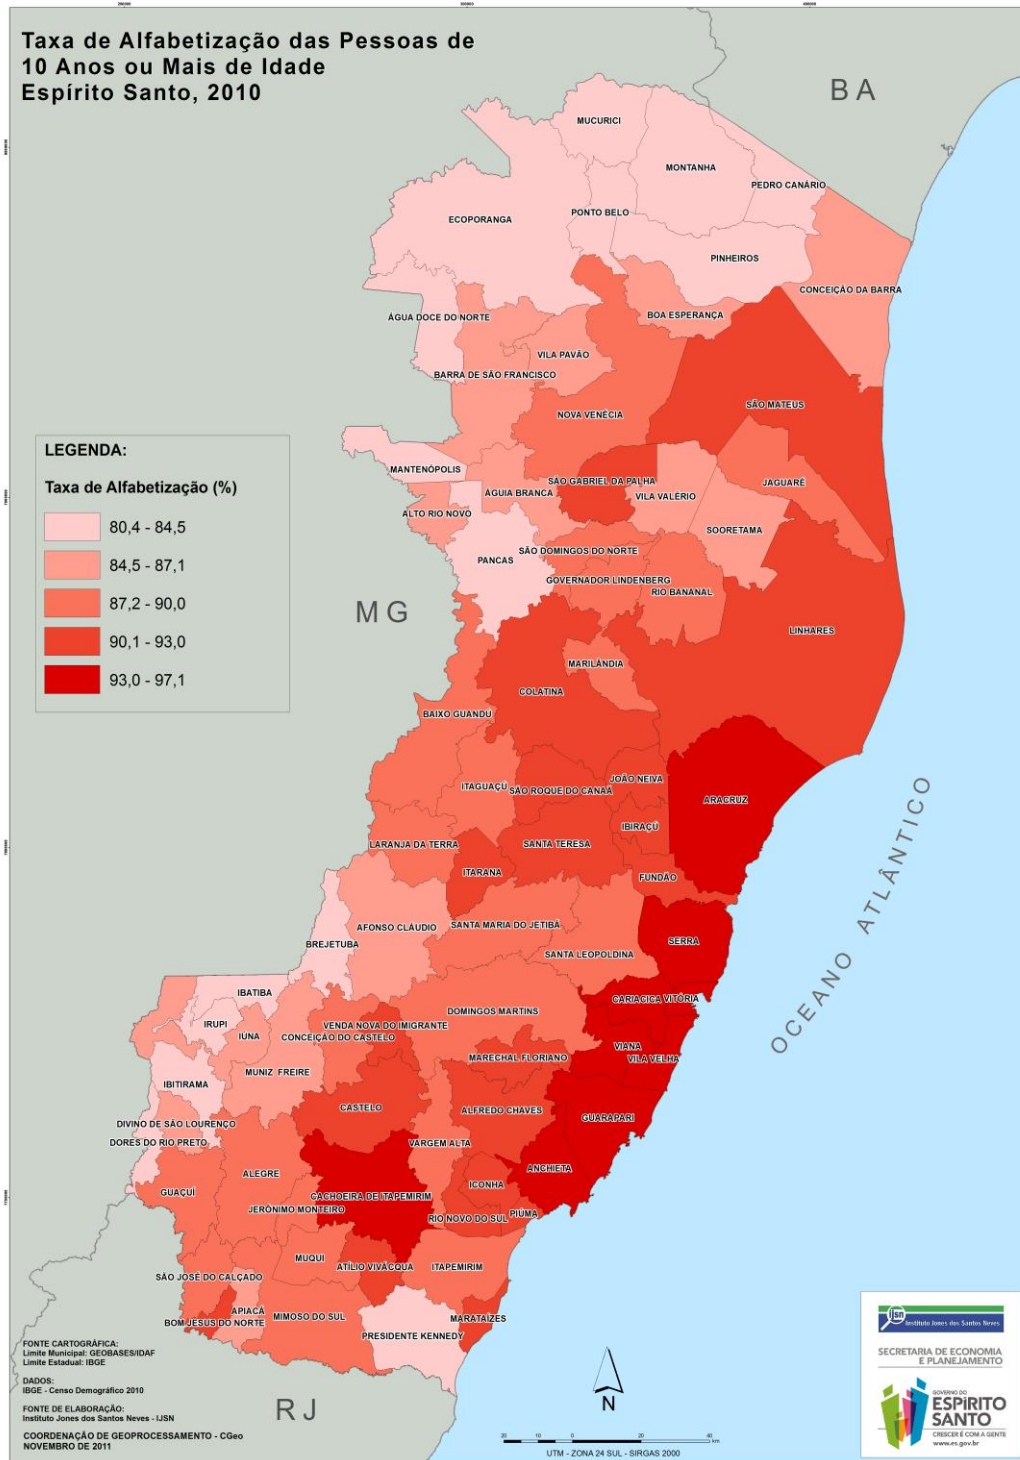 Taxa de Alfabetização das Pessoas de
10 Anos ou Mais de Idade
Espírito Santo, 2010
BA
MUCURICI
MONTANHA
PEDRO CANÁRIO
ECOPORANGA
PONTO BELO
PINHEIROS
CONCEIÇÃO DA BARRA
ÁGUA DOCE DO NORTE
BOA ESPERANÇA
VILA PAVÃO
BARRA DE SÃO FRANCISCO
SÃO MATEUS
NOVA VENÉCIA
LEGENDA:
Taxa de Alfabetização (%)
80,4 - 84,5
84,5 - 87,1
87,2 - 90,0
90,1 - 93,0
93,0 - 97,1
MANTENÓPOLIS
SÃO GABRIEL DA PALHA
JAGUARÉ
ÁGUIA BRANCA
VILA VALÉRIO
ALTO RIO NOVO
SOORETAMA
SÃO DOMINGOS DO NORTE
PANCAS
GOVERNADOR LINDENBERG
RIO BANANAL
MG
LINHARES
MARILÂNDIA
COLATINA
BAIXO GUANDÚ
JOÃO NEIVA
ITAGUAÇÚ
SÃO ROQUE DO CANAÃ
ARACRUZ
IBIRAÇÚ
LARANJA DA TERRA
SANTA TERESA
ITARANA
FUNDÃO
OCEANO ATLÂNTICO
AFONSO CLÁUDIO
SANTA MARIA DO JETIBÁ
BREJETUBA
SERRA
SANTA LEOPOLDINA
IBATIBA
CARIACICA
VITÓRIA
DOMINGOS MARTINS
IRUPI
VENDA NOVA DO IMIGRANTE
IÚNA
CONCEIÇÃO DO CASTELO
VIANA
MARECHAL FLORIANO
VILA VELHA
MUNIZ FREIRE
IBITIRAMA
CASTELO
ALFREDO CHAVES
GUARAPARI
DIVINO DE SÃO LOURENÇO
DORES DO RIO PRETO
VARGEM ALTA
ANCHIETA
ALEGRE
ICONHA
GUAÇUÍ
CACHOEIRA DE ITAPEMIRIM
JERÔNIMO MONTEIRO
PIÚMA
RIO NOVO DO SUL
MUQUI
ATÍLIO VIVÁCQUA
ITAPEMIRIM
SÃO JOSÉ DO CALÇADO
APIACÁ
MIMOSO DO SUL
MARATAÍZES
BOM JESUS DO NORTE
PRESIDENTE KENNEDY
RJ
FONTE CARTOGRÁFICA:
Limite Municipal: GEOBASES/IDAF
Limite Estadual: IBGE
DADOS:
IBGE - Censo Demográfico 2010
FONTE DE ELABORAÇÃO:
Instituto Jones dos Santos Neves - IJSN
COORDENAÇÃO DE GEOPROCESSAMENTO - CGeo
NOVEMBRO DE 2011
N
20 10 0 20 40 km
UTM - ZONA 24 SUL - SIRGAS 2000
ijsn
Instituto Jones dos Santos Neves
SECRETARIA DE ECONOMIA
E PLANEJAMENTO
GOVERNO DO
ESPÍRITO
SANTO
CRESCER É COM A GENTE
www.es.gov.br